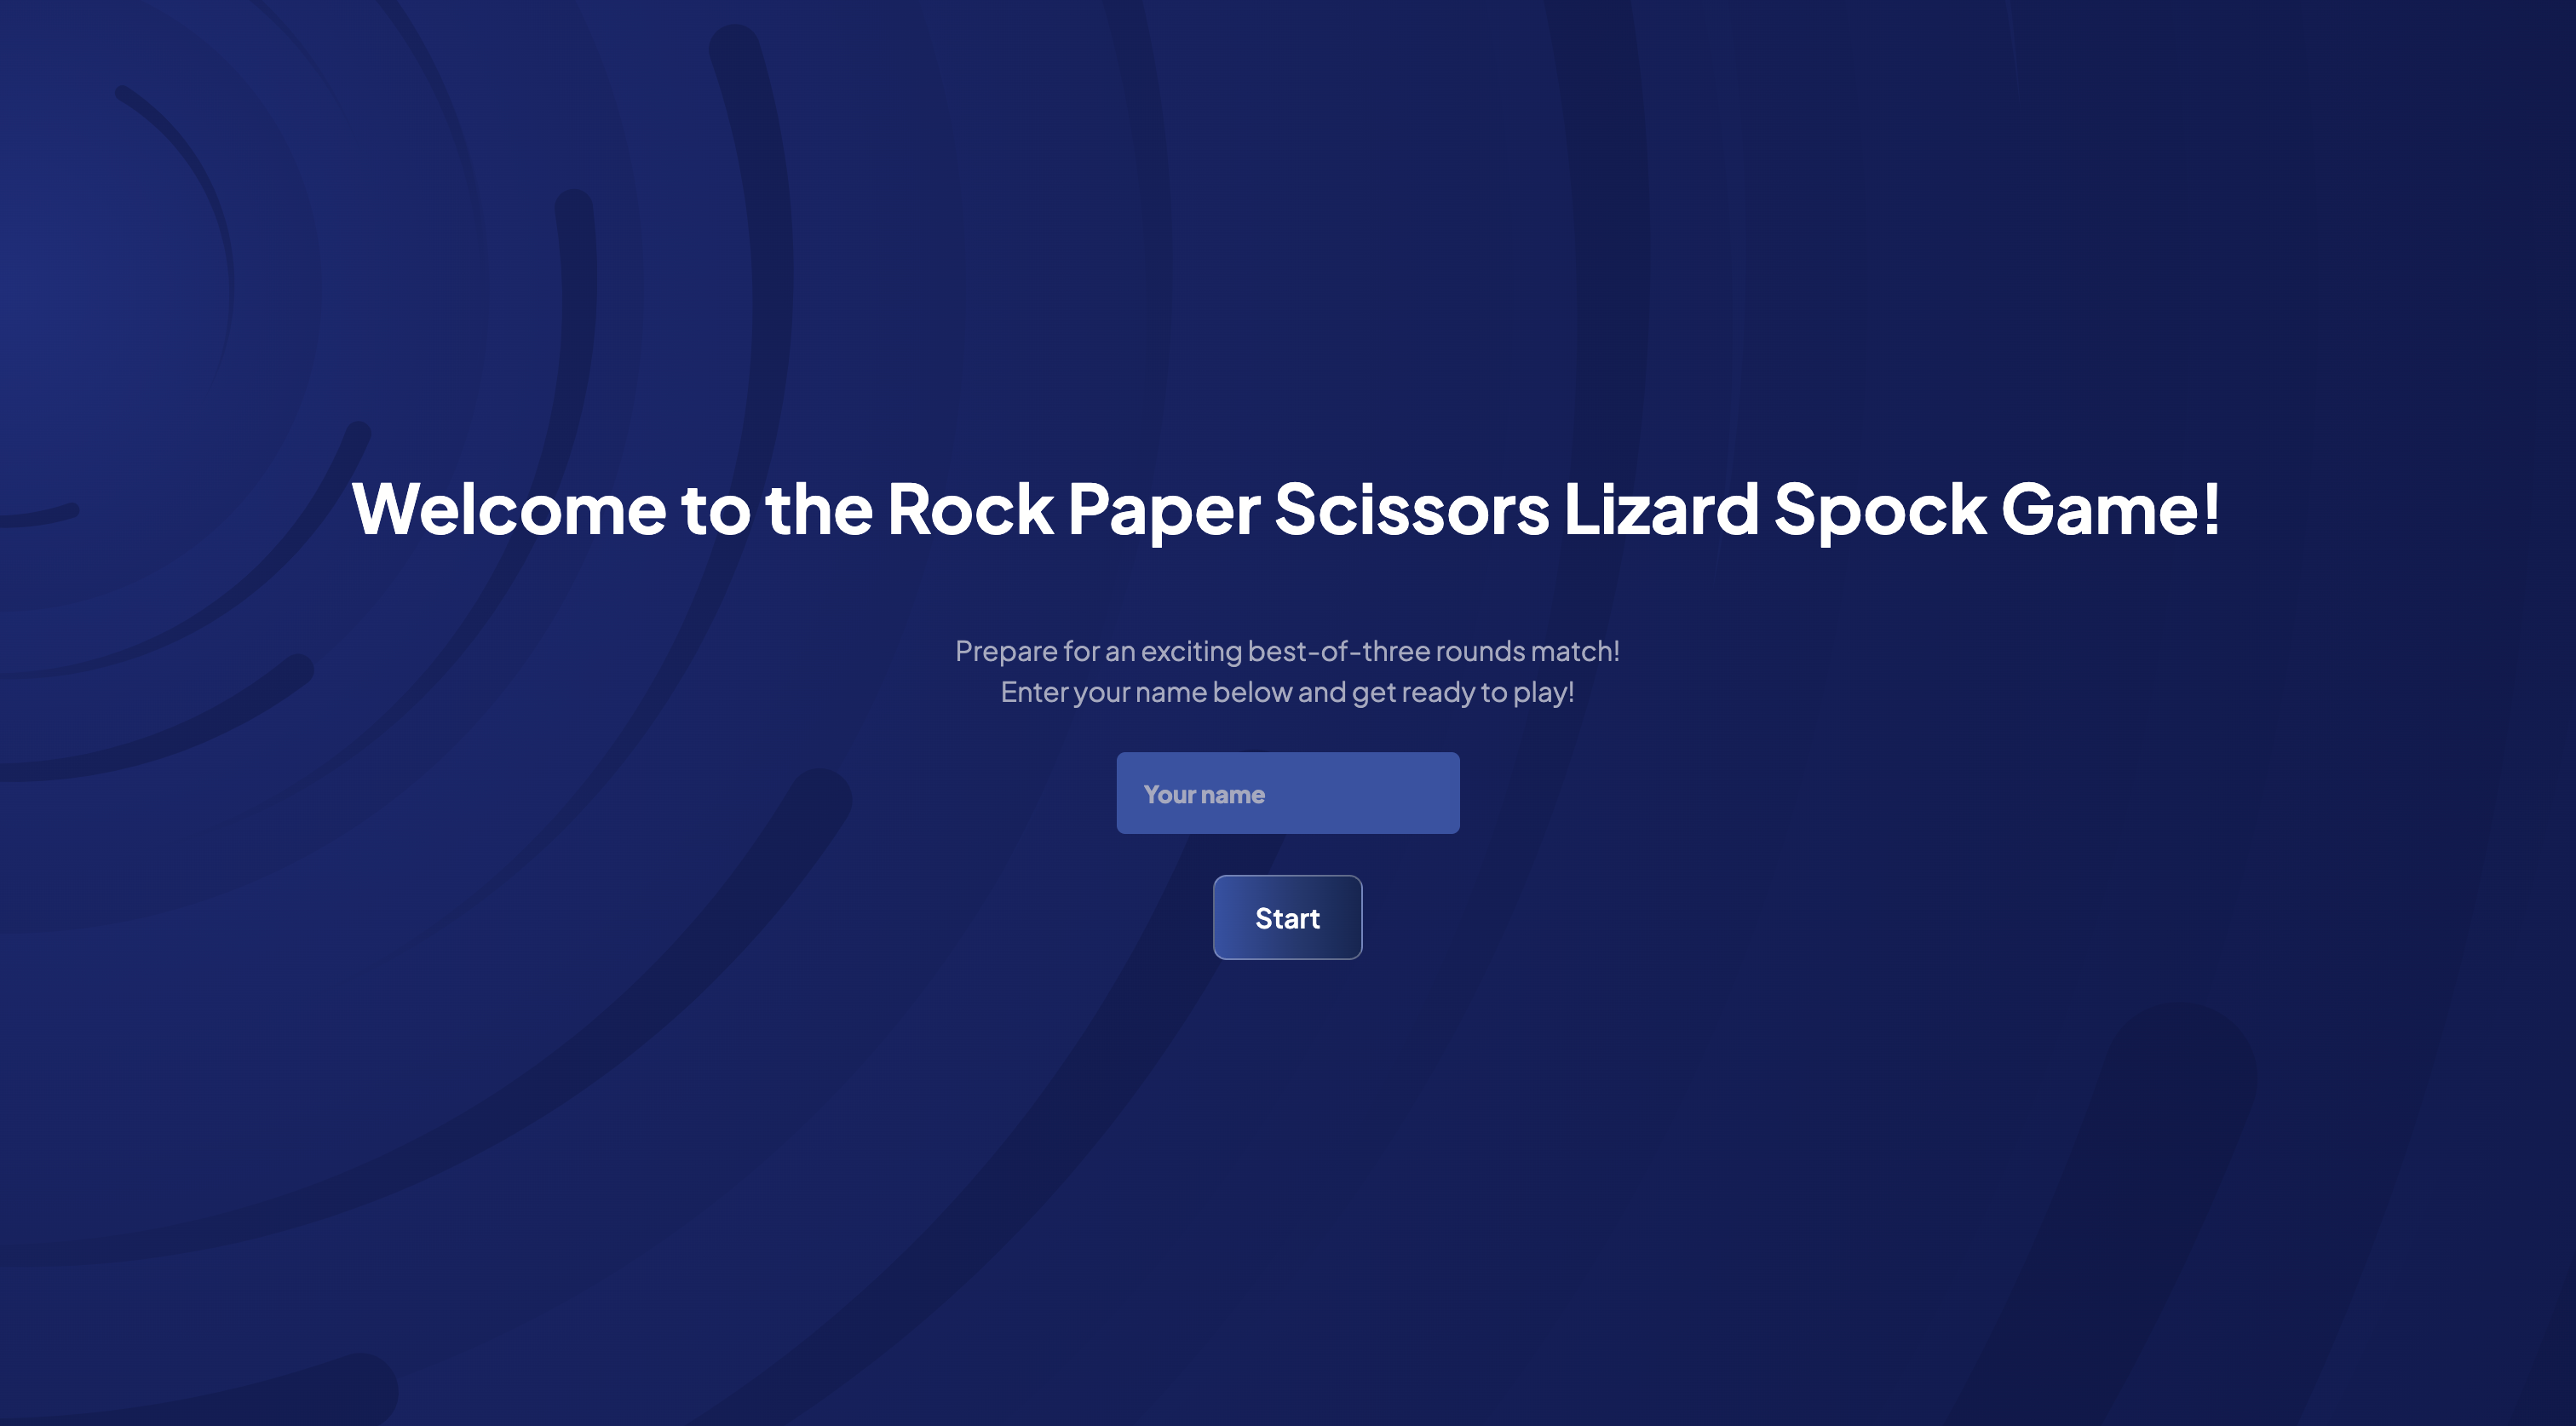 Welcome to the Rock Paper Scissors Lizard Spock Game!
Prepare for an exciting best-of-three rounds match!
Enter your name below and get ready to play!
Your name
Start